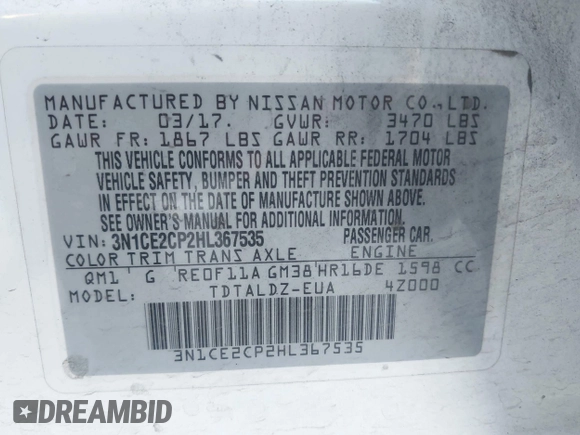 MANUFACTURED BY NISSAN MOTOR CO.,LTD.
DATE: 03/17. GVWR: 3470 LBS
GAWR FR: 1867 LBS GAWR RR: 1704 LBS
THIS VEHICLE CONFORMS TO ALL APPLICABLE FEDERAL MOTOR
VEHICLE SAFETY, BUMPER AND THEFT PREVENTION STANDARDS
IN EFFECT ON THE DATE OF MANUFACTURE SHOWN ABOVE.
SEE OWNER'S MANUAL FOR ADDITIONAL INFORMATION.
VIN: 3N1CE2CP2HL367535 PASSENGER CAR.
COLOR TRIM TRANS AXLE ENGINE
QM1 G RE0F11A GM38 HR16DE 1598 CC
MODEL: TDTALDZ-EUA 4Z000
3N1CE2CP2HL367535
DREAMBID